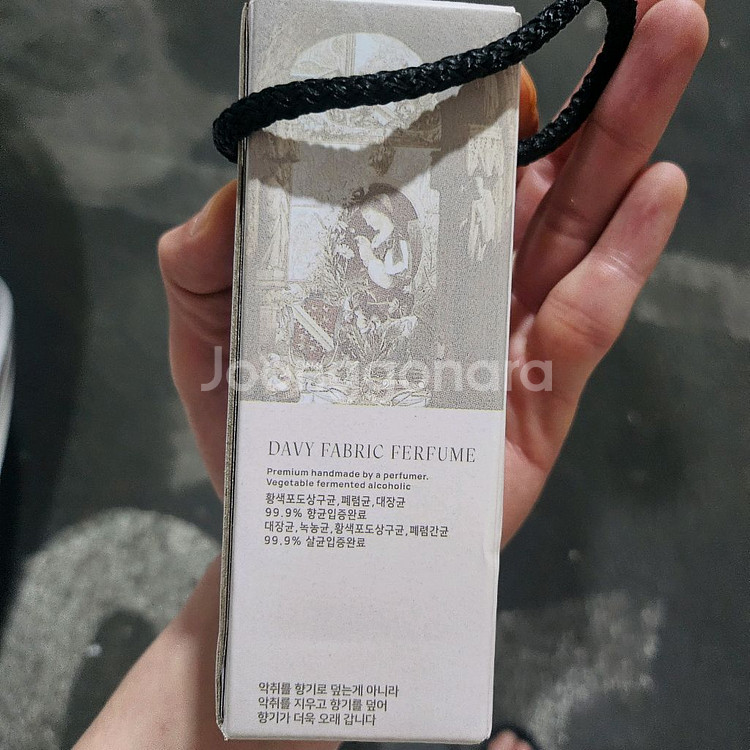 Joonggonara
DAVY FABRIC FERFUME
Premium handmade by a perfumer.
Vegetable fermented alcoholic
황색포도상구균,폐렴균,대장균
99.9% 향균입증완료
대장균,녹농균,황색포도상구균,폐렴간균
99.9% 살균입증완료
악취를 향기로 덮는게 아니라
악취를 지우고 향기를 덮어
향기가 더욱 오래 갑니다